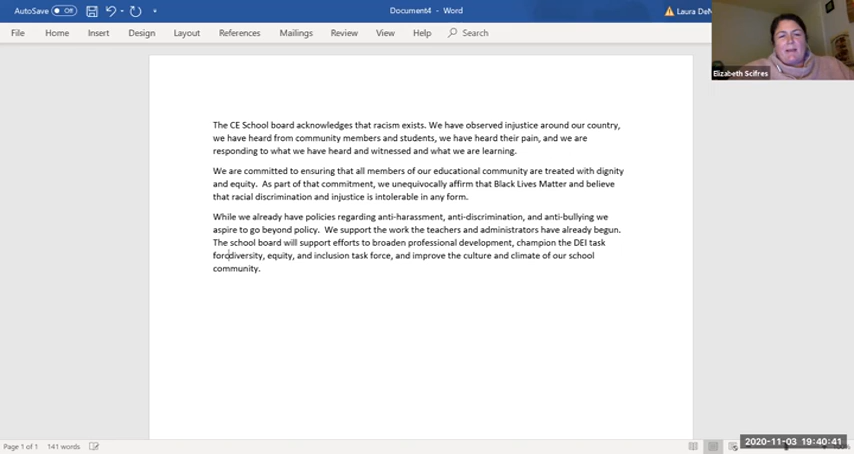 AutoSave Off
Document4 - Word
Laura DeN
File Home Insert Design Layout References Mailings Review View Help Search
Elizabeth Scifres
The CE School board acknowledges that racism exists. We have observed injustice around our country,
we have heard from community members and students, we have heard their pain, and we are
responding to what we have heard and witnessed and what we are learning.
We are committed to ensuring that all members of our educational community are treated with dignity
and equity. As part of that commitment, we unequivocally affirm that Black Lives Matter and believe
that racial discrimination and injustice is intolerable in any form.
While we already have policies regarding anti-harassment, anti-discrimination, and anti-bullying we
aspire to go beyond policy. We support the work the teachers and administrators have already begun.
The school board will support efforts to broaden professional development, champion the DEI task
fordiversity, equity, and inclusion task force, and improve the culture and climate of our school
community.
Page 1 of 1 141 words
2020-11-03 19:40:41